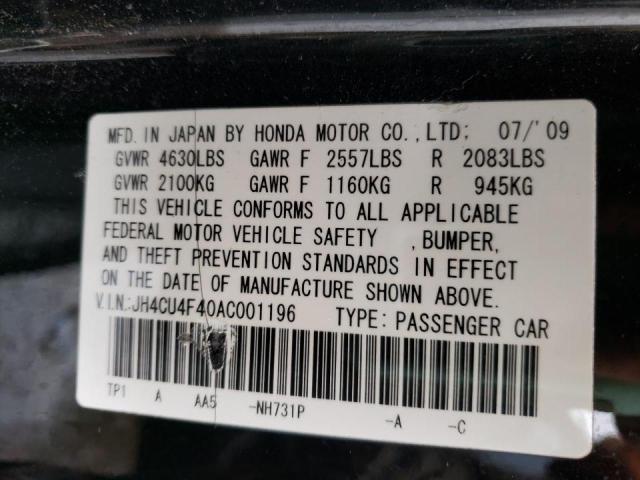 MFD. IN JAPAN BY HONDA MOTOR CO., LTD: 07/'09
GVWR 4630LBS GAWR F 2557LBS R 2083LBS
GVWR 2100KG GAWR F 1160KG R 945KG
THIS VEHICLE CONFORMS TO ALL APPLICABLE
FEDERAL MOTOR VEHICLE SAFETY , BUMPER,
AND THEFT PREVENTION STANDARDS IN EFFECT
ON THE DATE OF MANUFACTURE SHOWN ABOVE.
V.I.N.:JH4CU4F40AC001196 TYPE: PASSENGER CAR
TP1 A AA5 -NH731P -A -C